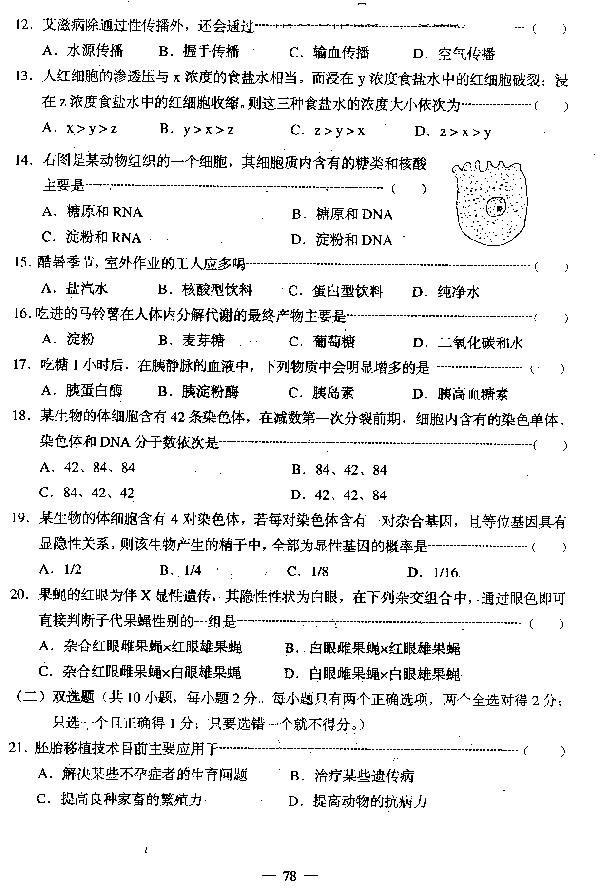 12. 艾滋病除通过性传播外，还会通过……（ ）
A. 水源传播 B. 握手传播 C. 输血传播 D. 空气传播
13. 人红细胞的渗透压与 x 浓度的食盐水相当。而浸在 y 浓度食盐水中的红细胞破裂；浸
在 z 浓度食盐水中的红细胞收缩。则这三种食盐水的浓度大小依次为……（ ）
A. x>y>z B. y>x>z C. z>y>x D. z>x>y
14. 右图是某动物组织的一个细胞，其细胞质内含有的糖类和核酸
主要是……（ ）
A. 糖原和 RNA B. 糖原和 DNA
C. 淀粉和 RNA D. 淀粉和 DNA
15. 酷暑季节，室外作业的工人应多喝……（ ）
A. 盐汽水 B. 核酸型饮料 C. 蛋白型饮料 D. 纯净水
16. 吃进的马铃薯在人体内分解代谢的最终产物主要是……（ ）
A. 淀粉 B. 麦芽糖 C. 葡萄糖 D. 二氧化碳和水
17. 吃糖 1 小时后，在胰静脉的血液中，下列物质中会明显增多的是……（ ）
A. 胰蛋白酶 B. 胰淀粉酶 C. 胰岛素 D. 胰高血糖素
18. 某生物的体细胞含有 42 条染色体，在减数第一次分裂前期，细胞内含有的染色单体、
染色体和 DNA 分子数依次是……（ ）
A. 42、84、84 B. 84、42、84
C. 84、42、42 D. 42、42、84
19. 某生物的体细胞含有 4 对染色体，若每对染色体含有一对杂合基因，且等位基因具有
显隐性关系，则该生物产生的精子中，全部为显性基因的概率是……（ ）
A. 1/2 B. 1/4 C. 1/8 D. 1/16
20. 果蝇的红眼为伴 X 显性遗传，其隐性性状为白眼，在下列杂交组合中，通过眼色即可
直接判断子代果蝇性别的一组是……（ ）
A. 杂合红眼雌果蝇×红眼雄果蝇 B. 白眼雌果蝇×红眼雄果蝇
C. 杂合红眼雌果蝇×白眼雄果蝇 D. 白眼雌果蝇×白眼雄果蝇
（二）双选题（共 10 小题，每小题 2 分。每小题只有两个正确选项，两个全选对得 2 分；
只选一个且正确得 1 分；只要选错一个就不得分。）
21. 胚胎移植技术目前主要应用于……（ ）
A. 解决某些不孕症者的生育问题 B. 治疗某些遗传病
C. 提高良种家畜的繁殖力 D. 提高动物的抗病力
— 78 —